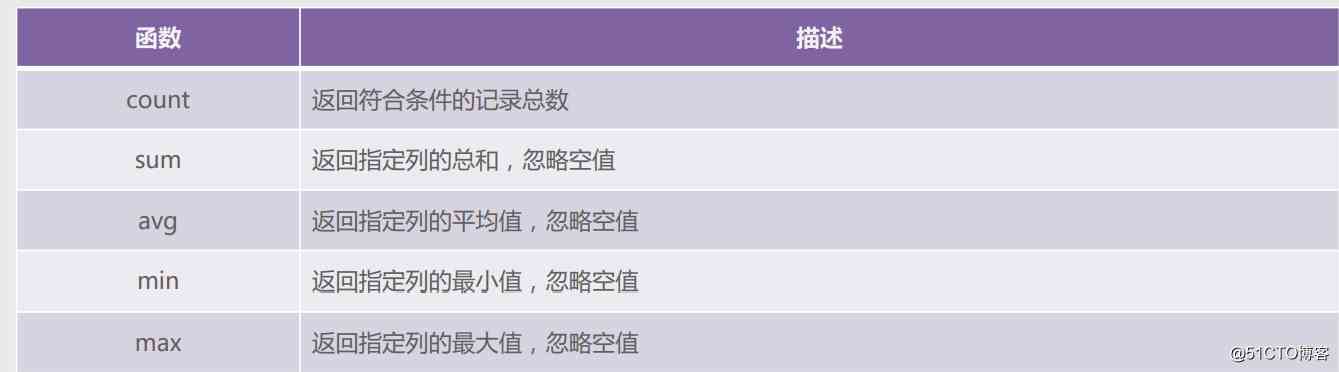 函数 描述
count 返回符合条件的记录总数
sum 返回指定列的总和，忽略空值
avg 返回指定列的平均值，忽略空值
min 返回指定列的最小值，忽略空值
max 返回指定列的最大值，忽略空值
@51CTO博客